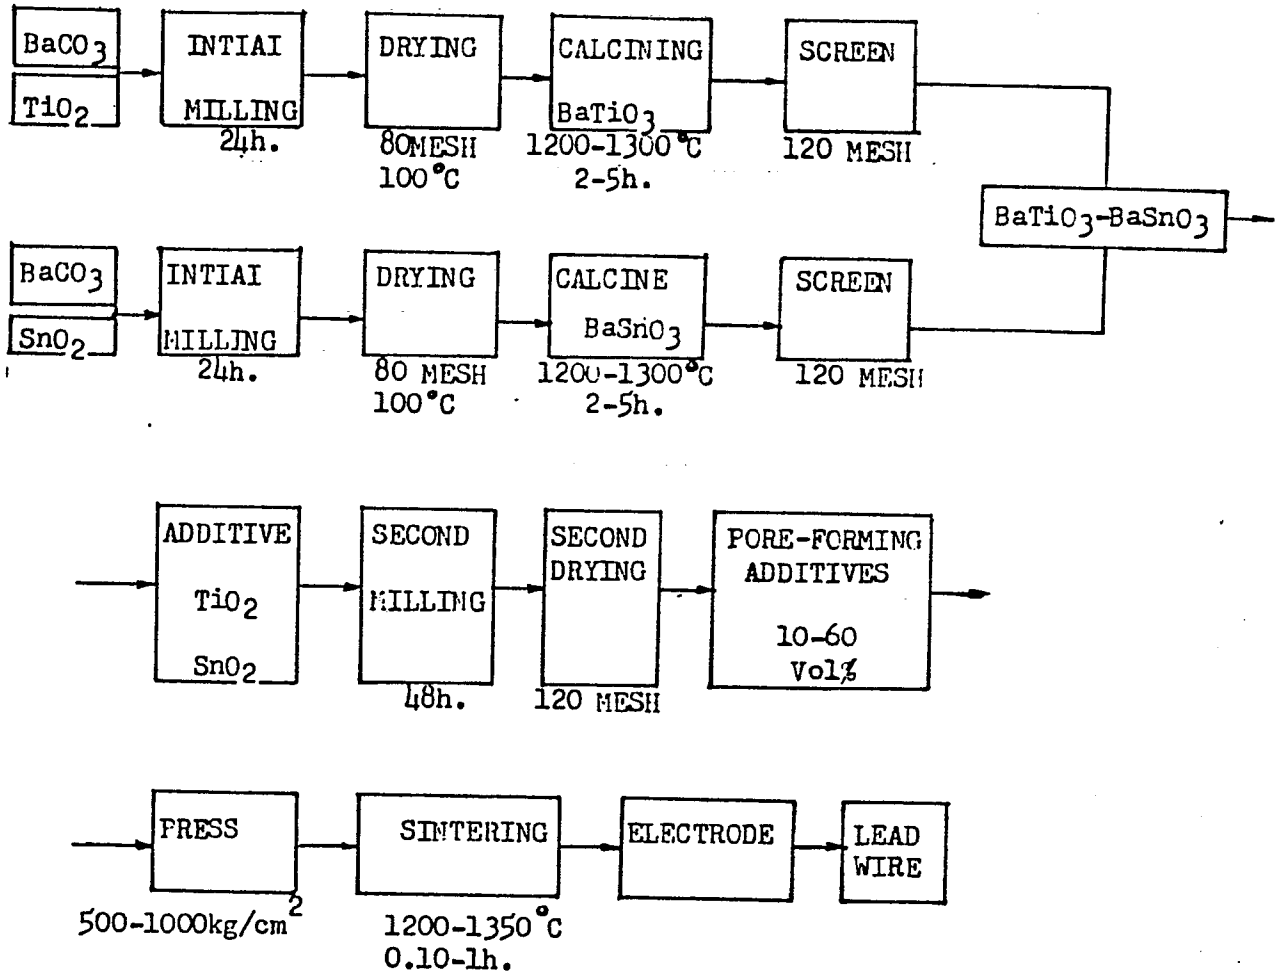 BaCO3
TiO2
INTIAI
MILLING
24h.
DRYING
80MESH
100°C
CALCINING
BaTiO3
1200-1300°C
2-5h.
SCREEN
120 MESH
BaTiO3-BaSnO3
BaCO3
SnO2
INTIAI
MILLING
24h.
DRYING
80 MESH
100°C
CALCINE
BaSnO3
1200-1300°C
2-5h.
SCREEN
120 MESH
ADDITIVE
TiO2
SnO2
SECOND
MILLING
48h.
SECOND
DRYING
120 MESH
PORE-FORMING
ADDITIVES
10-60
Vol%
PRESS
500-1000kg/cm2
SINTERING
1200-1350°C
0.10-1h.
ELECTRODE
LEAD
WIRE